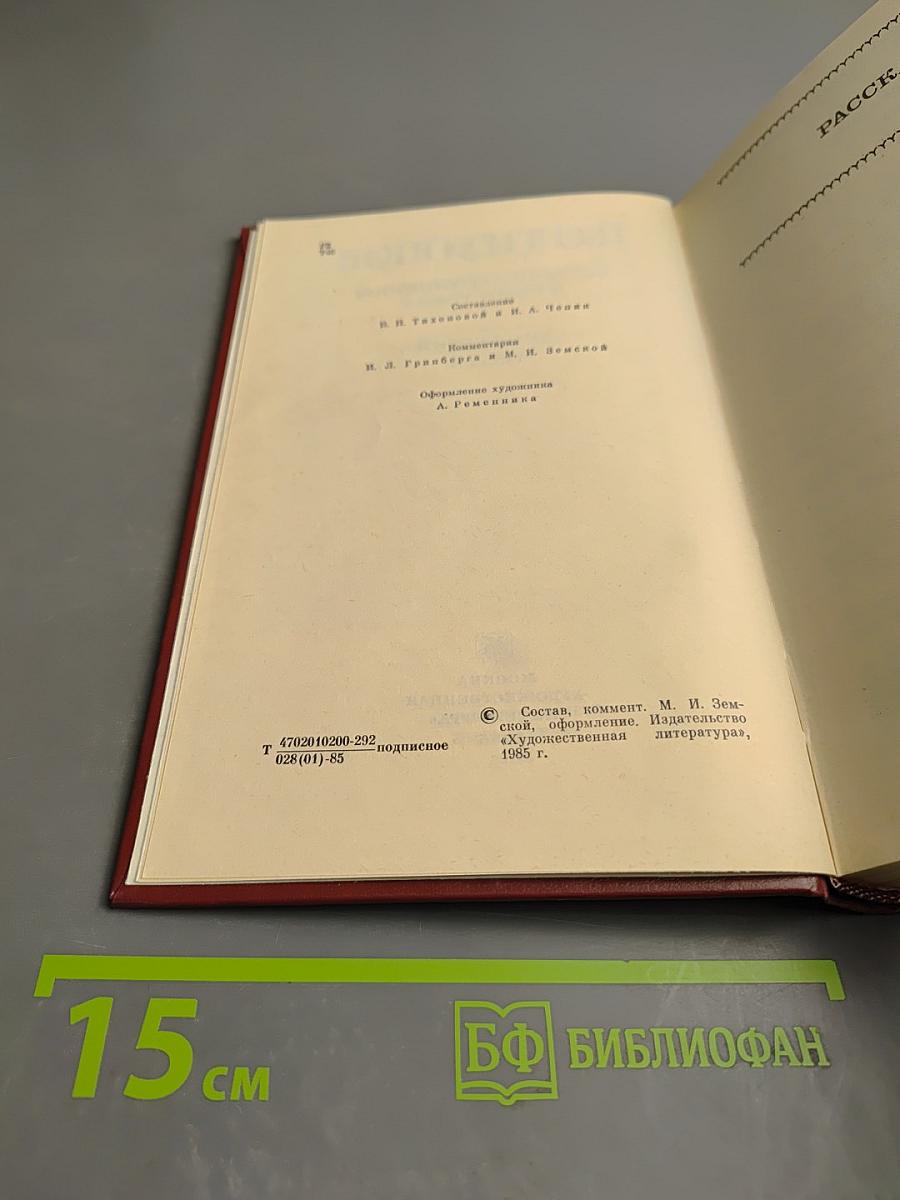 Р2
Составление
В. Н. Тихоновой и И. А. Чепик
Комментарии
И. Л. Гринберга и М. И. Земской
Оформление художника
А. Ременника
© Состав, коммент. М. И. Зем-
ской, оформление. Издательство
«Художественная литература»,
1985 г.
Т 4702010200-292 подписное
028(01)-85
РАССК
15 см
БФ БИБЛИОФАН